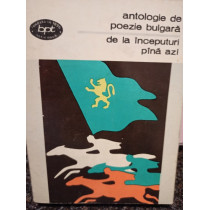 antologie de
poezie bulgară
de la începuturi
pînă azi
bpt